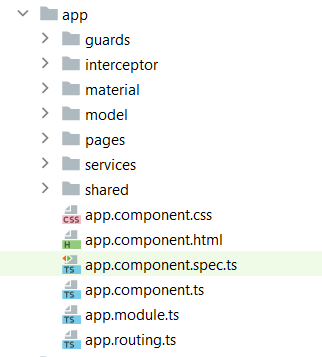 app
guards
interceptor
material
model
pages
services
shared
CSS app.component.css
H app.component.html
TS app.component.spec.ts
TS app.component.ts
TS app.module.ts
TS app.routing.ts